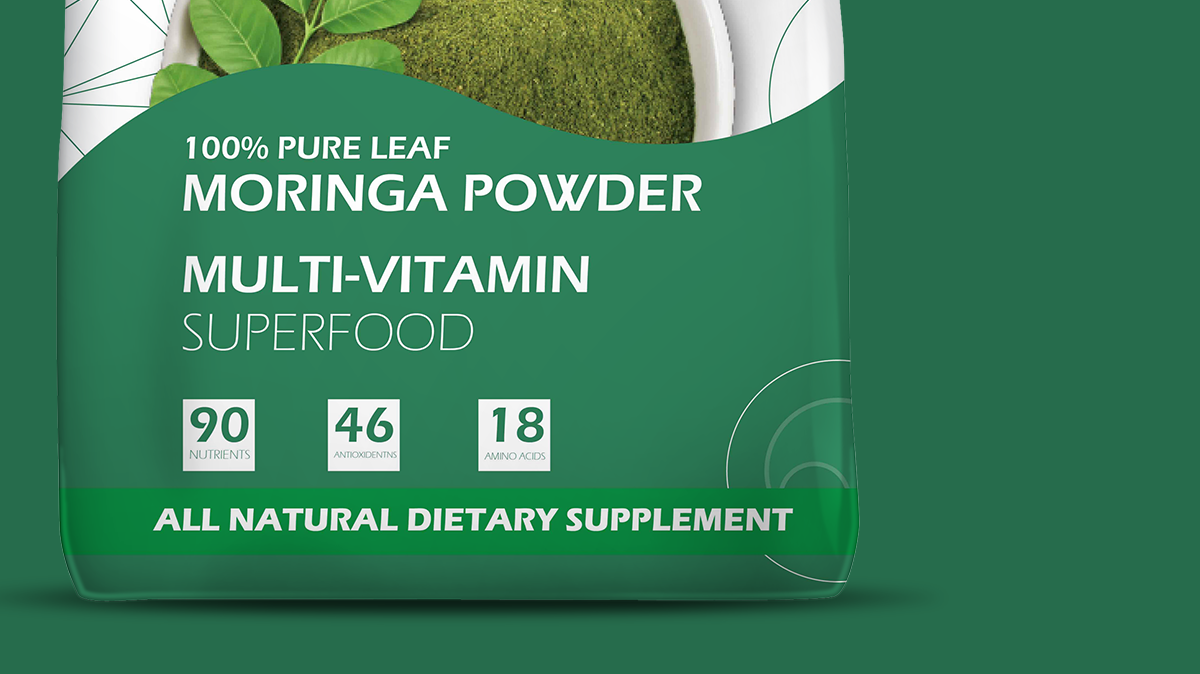 100% PURE LEAF
MORINGA POWDER
MULTI-VITAMIN
SUPERFOOD
90
NUTRIENTS
46
ANTIOXIDENTNS
18
AMINO ACIDS
ALL NATURAL DIETARY SUPPLEMENT